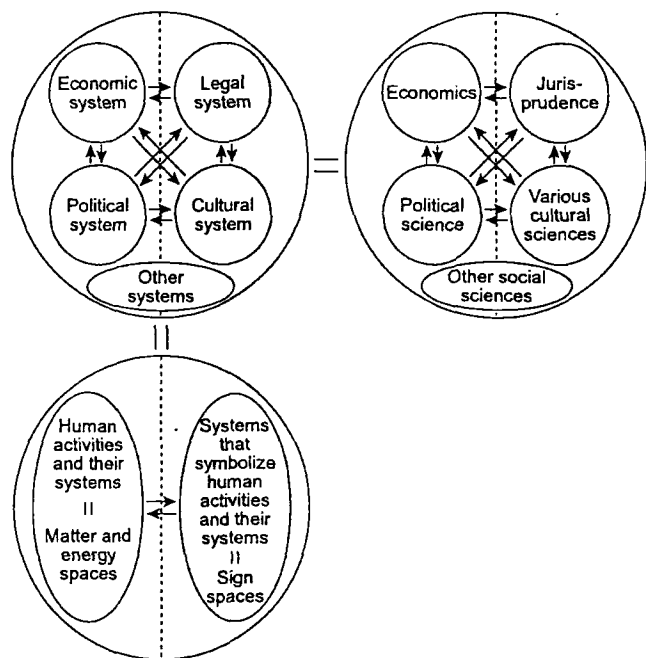 Economic
system
Legal
system
Political
system
Cultural
system
Other
systems
=
Economics
Juris-
prudence
Political
science
Various
cultural
sciences
Other social
sciences
=
Human
activities
and their
systems
=
Matter and
energy
spaces
Systems
that
symbolize
human
activities
and their
systems
=
Sign
spaces